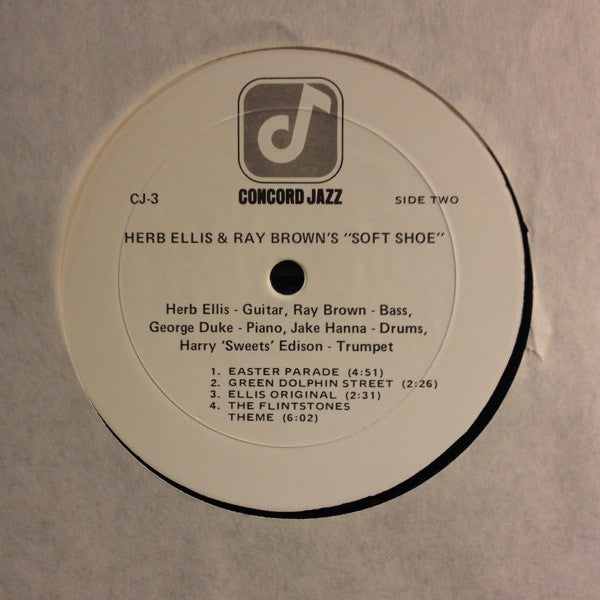 CONCORD JAZZ
CJ-3
SIDE TWO
HERB ELLIS & RAY BROWN'S "SOFT SHOE"
Herb Ellis - Guitar, Ray Brown - Bass,
George Duke - Piano, Jake Hanna - Drums,
Harry 'Sweets' Edison - Trumpet
1. EASTER PARADE (4:51)
2. GREEN DOLPHIN STREET (2:26)
3. ELLIS ORIGINAL (2:31)
4. THE FLINTSTONES
THEME (6:02)